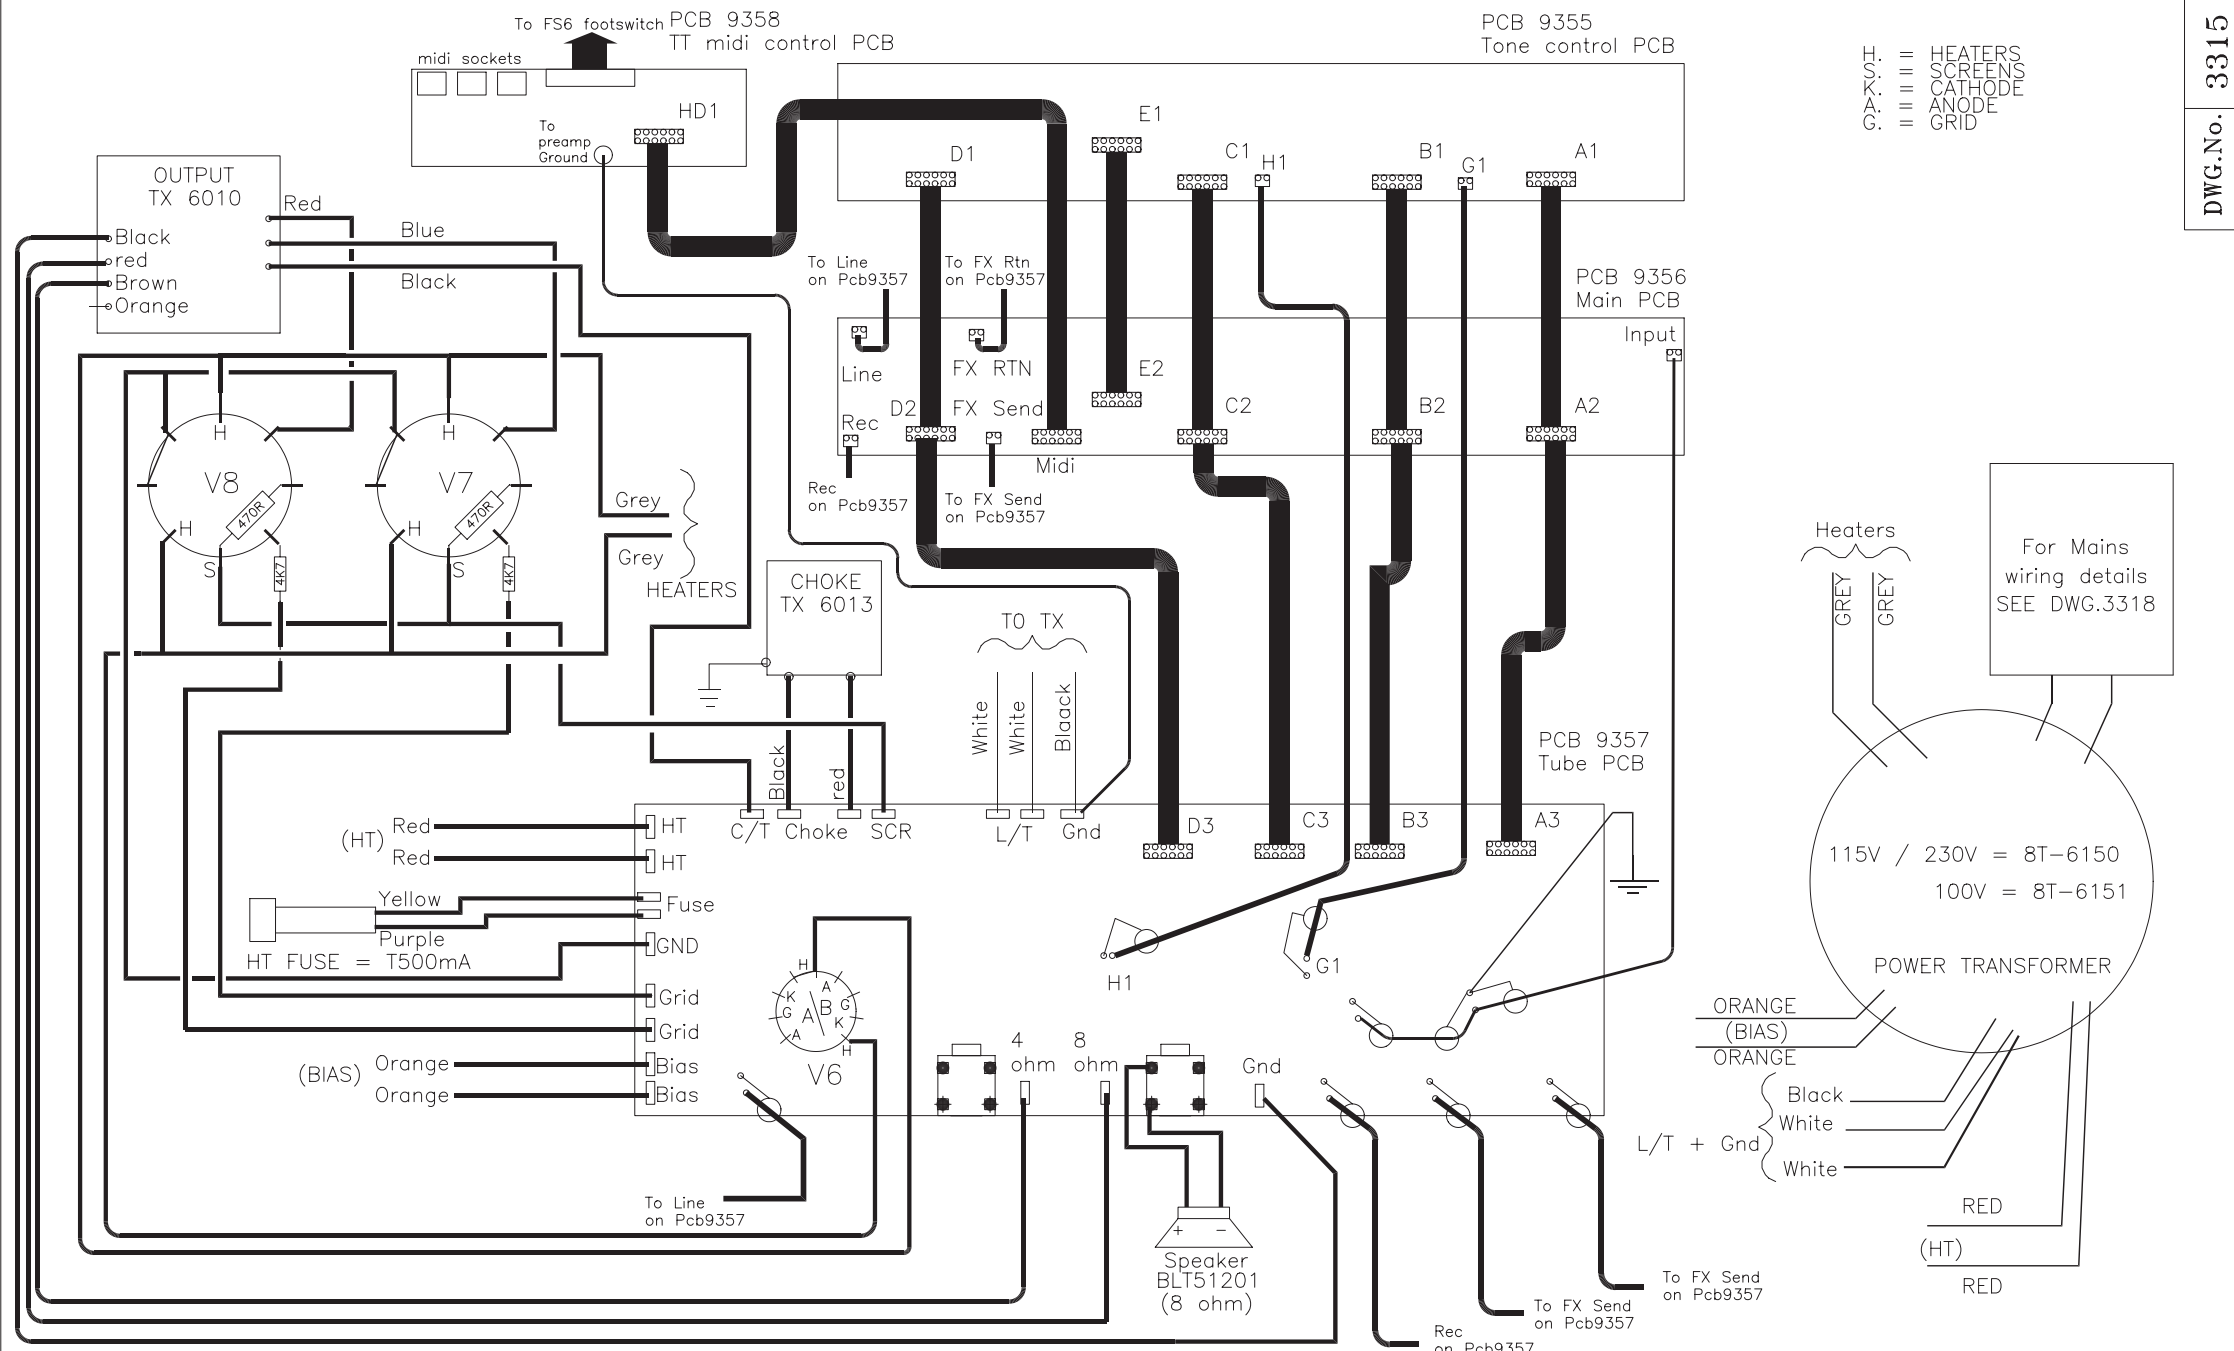 To FS6 footswitch
PCB 9358
TT midi control PCB
midi sockets
HD1
To
preamp
Ground
PCB 9355
Tone control PCB
D1
E1
C1
H1
B1
G1
A1
H. = HEATERS
S. = SCREENS
K. = CATHODE
A. = ANODE
G. = GRID
DWG.No. 3315
OUTPUT
TX 6010
Red
Blue
Black
Black
red
Brown
Orange
To Line
on Pcb9357
To FX Rtn
on Pcb9357
PCB 9356
Main PCB
Input
Line
FX RTN
E2
Rec
D2
FX Send
C2
B2
A2
Midi
Rec
on Pcb9357
To FX Send
on Pcb9357
H
V8
470R
H
S
4K7
H
V7
470R
H
S
4K7
Grey
Grey
HEATERS
CHOKE
TX 6013
Black
red
TO TX
White
White
Blaack
PCB 9357
Tube PCB
Heaters
GREY
GREY
For Mains
wiring details
SEE DWG.3318
C/T
Choke
SCR
L/T
Gnd
D3
C3
B3
A3
(HT)
Red
Red
HT
HT
Yellow
Purple
Fuse
HT FUSE = T500mA
GND
Grid
Grid
(BIAS)
Orange
Orange
Bias
Bias
H
K
G
A
A
B
A
G
K
H
V6
H1
G1
4
ohm
8
ohm
Gnd
115V / 230V = 8T-6150
100V = 8T-6151
POWER TRANSFORMER
ORANGE
(BIAS)
ORANGE
L/T + Gnd
Black
White
White
RED
(HT)
RED
To Line
on Pcb9357
+
-
Speaker
BLT51201
(8 ohm)
To FX Send
on Pcb9357
To FX Send
on Pcb9357
Rec
on Pcb9357